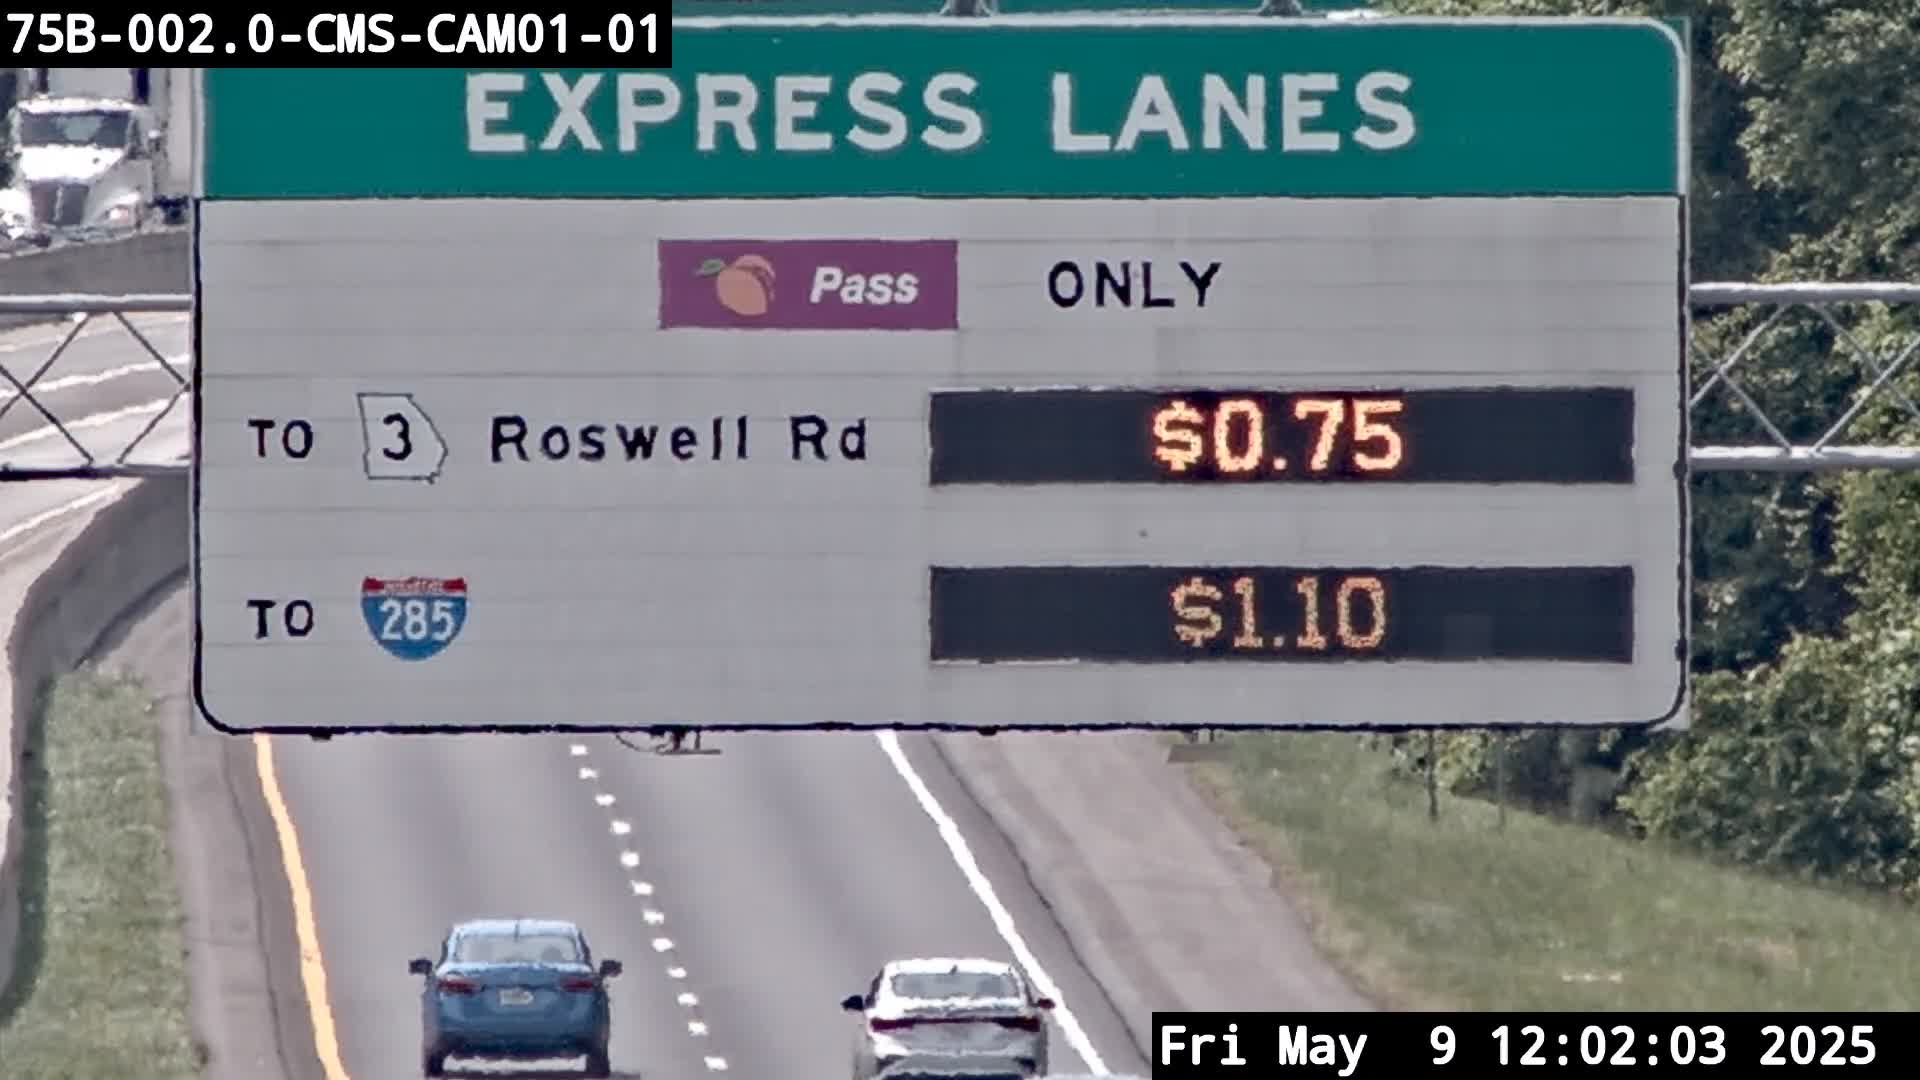 75B-002.0-CMS-CAM01-01
EXPRESS LANES
Pass ONLY
TO 3 Roswell Rd $0.75
TO 285 $1.10
Fri May 9 12:02:03 2025